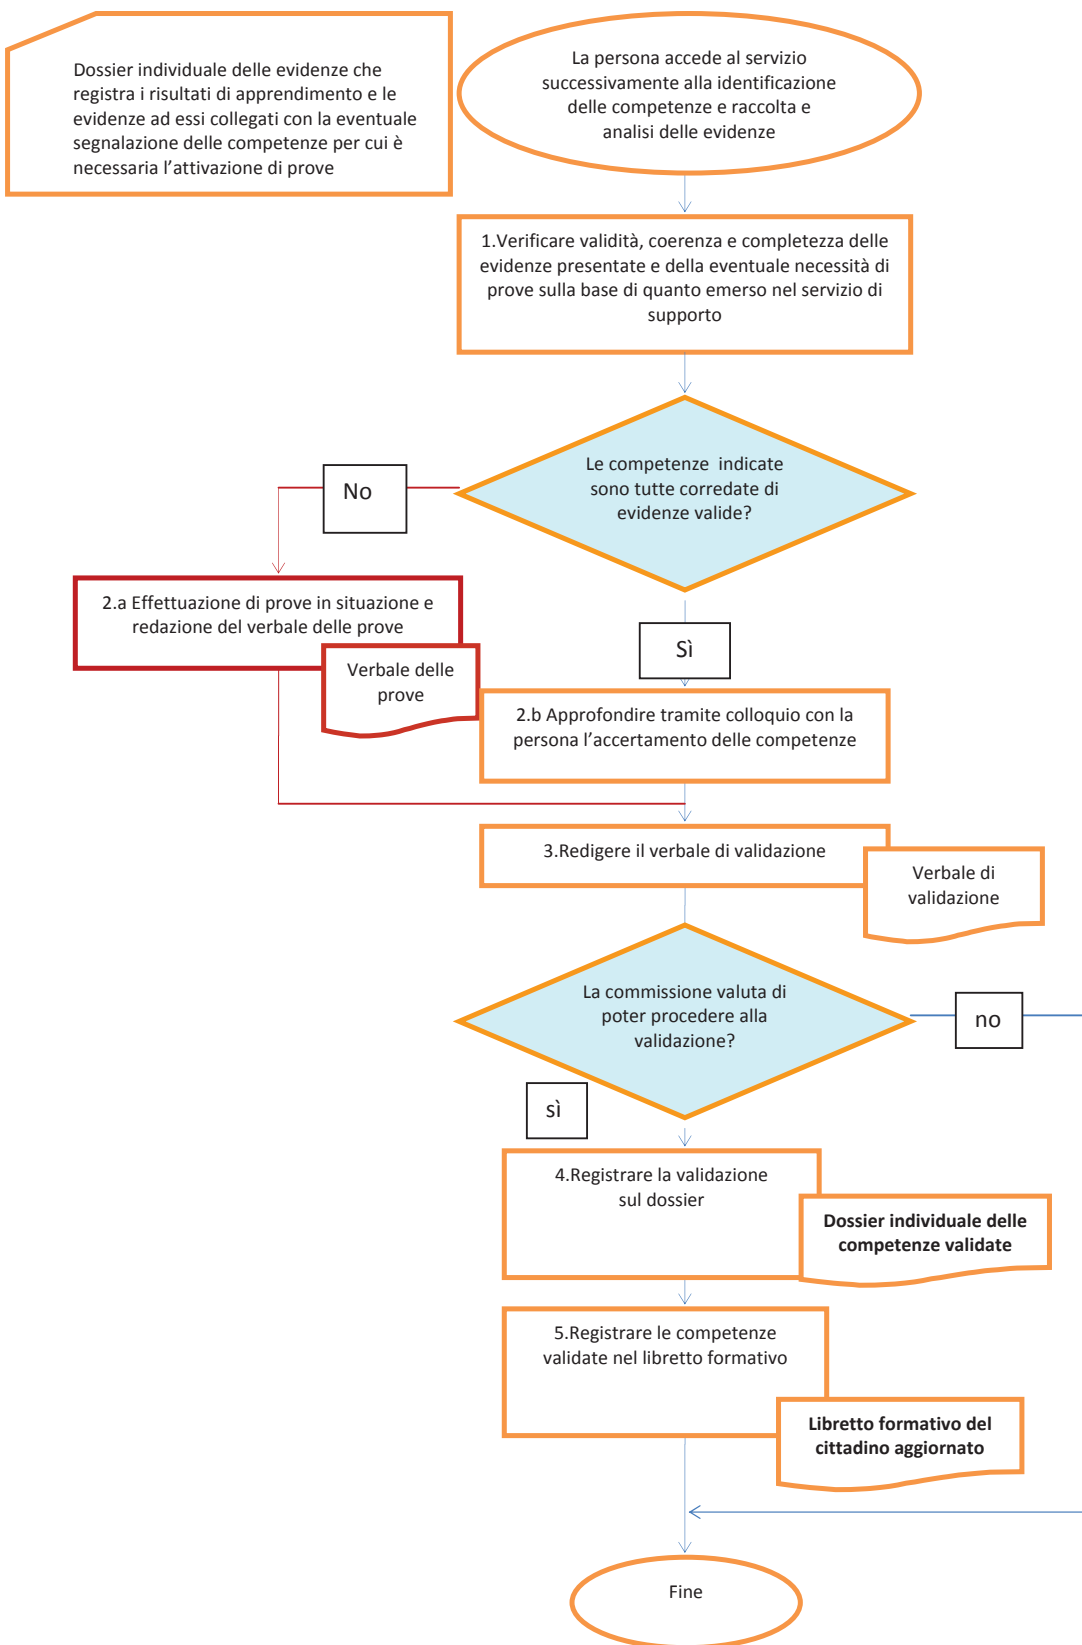 Dossier individuale delle evidenze che
registra i risultati di apprendimento e le
evidenze ad essi collegati con la eventuale
segnalazione delle competenze per cui è
necessaria l'attivazione di prove
La persona accede al servizio
successivamente alla identificazione
delle competenze e raccolta e
analisi delle evidenze
1.Verificare validità, coerenza e completezza delle
evidenze presentate e della eventuale necessità di
prove sulla base di quanto emerso nel servizio di
supporto
Le competenze indicate
sono tutte corredate di
evidenze valide?
No
2.a Effettuazione di prove in situazione e
redazione del verbale delle prove
Verbale delle
prove
Sì
2.b Approfondire tramite colloquio con la
persona l'accertamento delle competenze
3.Redigere il verbale di validazione
Verbale di
validazione
La commissione valuta di
poter procedere alla
validazione?
no
sì
4.Registrare la validazione
sul dossier
Dossier individuale delle
competenze validate
5.Registrare le competenze
validate nel libretto formativo
Libretto formativo del
cittadino aggiornato
Fine